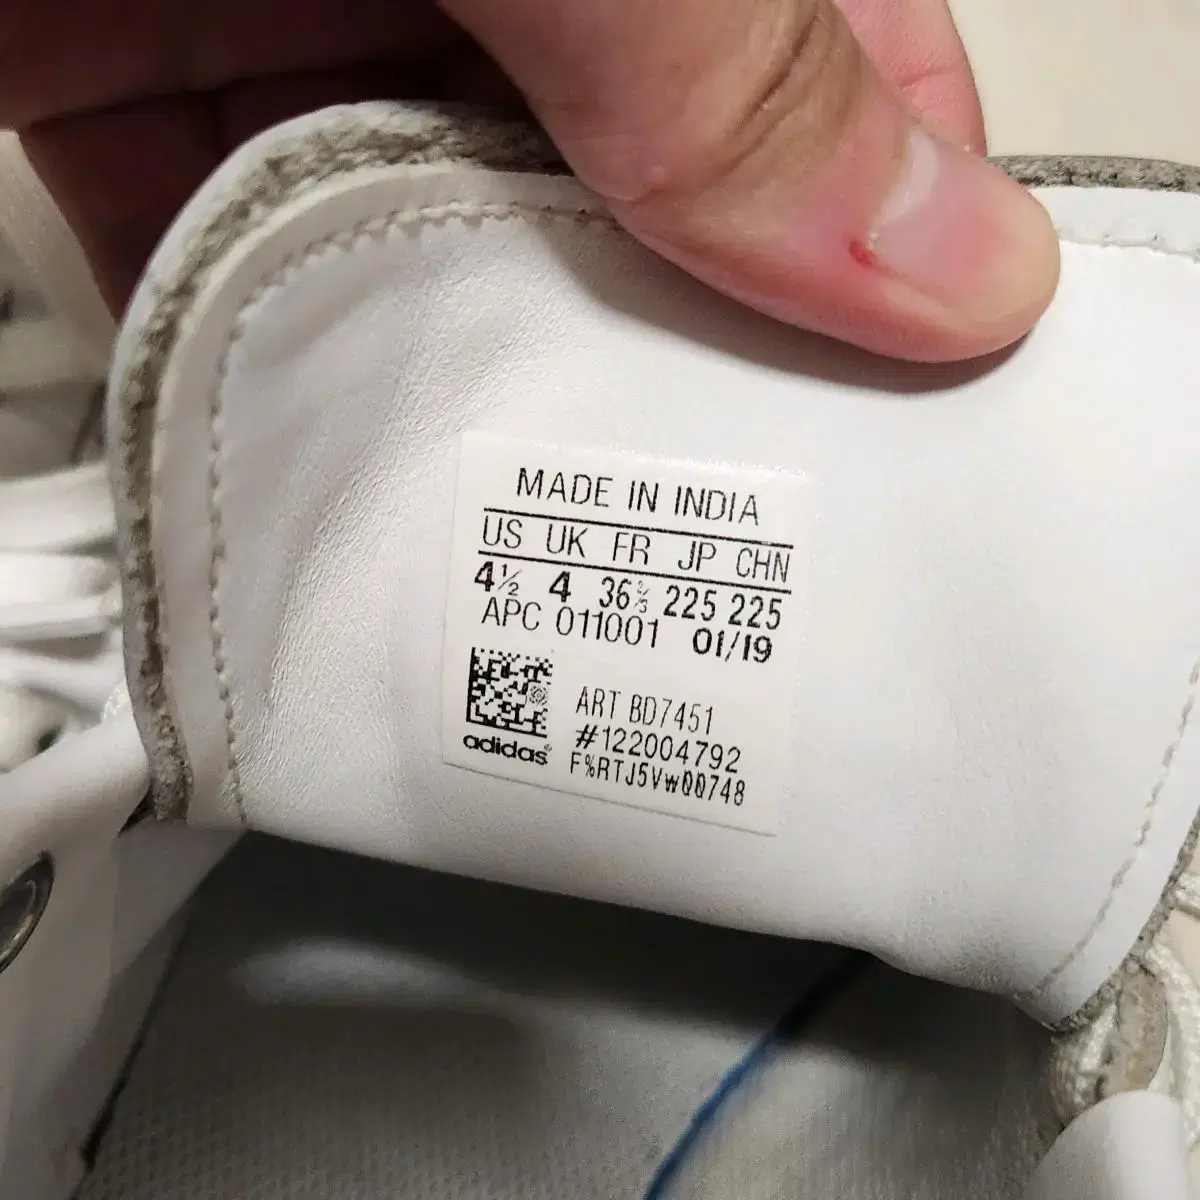 MADE IN INDIA
US UK FR JP CHN
4½ 4 36⅔ 225 225
APC 011001 01/19
ART BD7451
#122004792
adidas® F%RTJ5VwQ0748